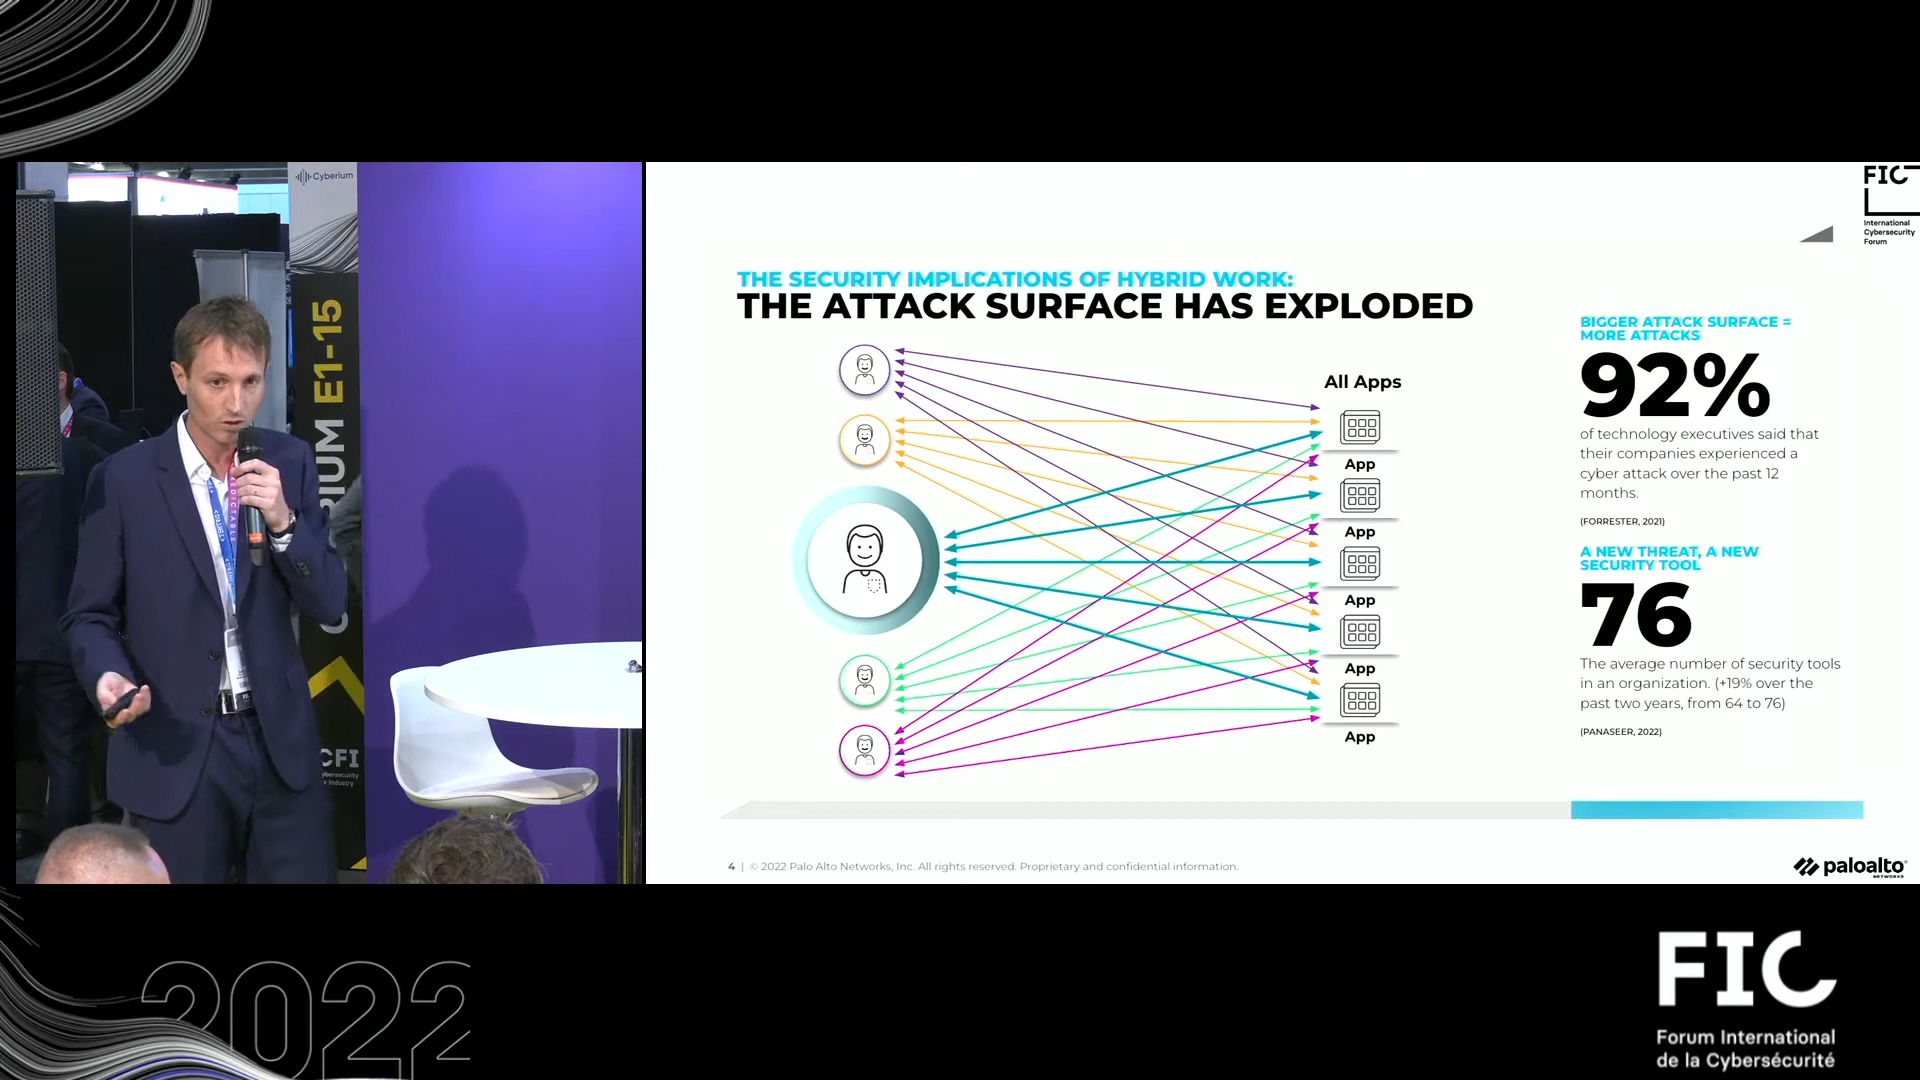 Cyberium
E1-15
CFI
FIC
International
Cybersecurity
Forum
THE SECURITY IMPLICATIONS OF HYBRID WORK:
THE ATTACK SURFACE HAS EXPLODED
All Apps
App
App
App
App
App
BIGGER ATTACK SURFACE =
MORE ATTACKS
92%
of technology executives said that
their companies experienced a
cyber attack over the past 12
months.
(FORRESTER, 2021)
A NEW THREAT, A NEW
SECURITY TOOL
76
The average number of security tools
in an organization. (+19% over the
past two years, from 64 to 76)
(PANASEER, 2022)
4 | © 2022 Palo Alto Networks, Inc. All rights reserved. Proprietary and confidential information.
paloalto
NETWORKS
2022
FIC
Forum International
de la Cybersécurité